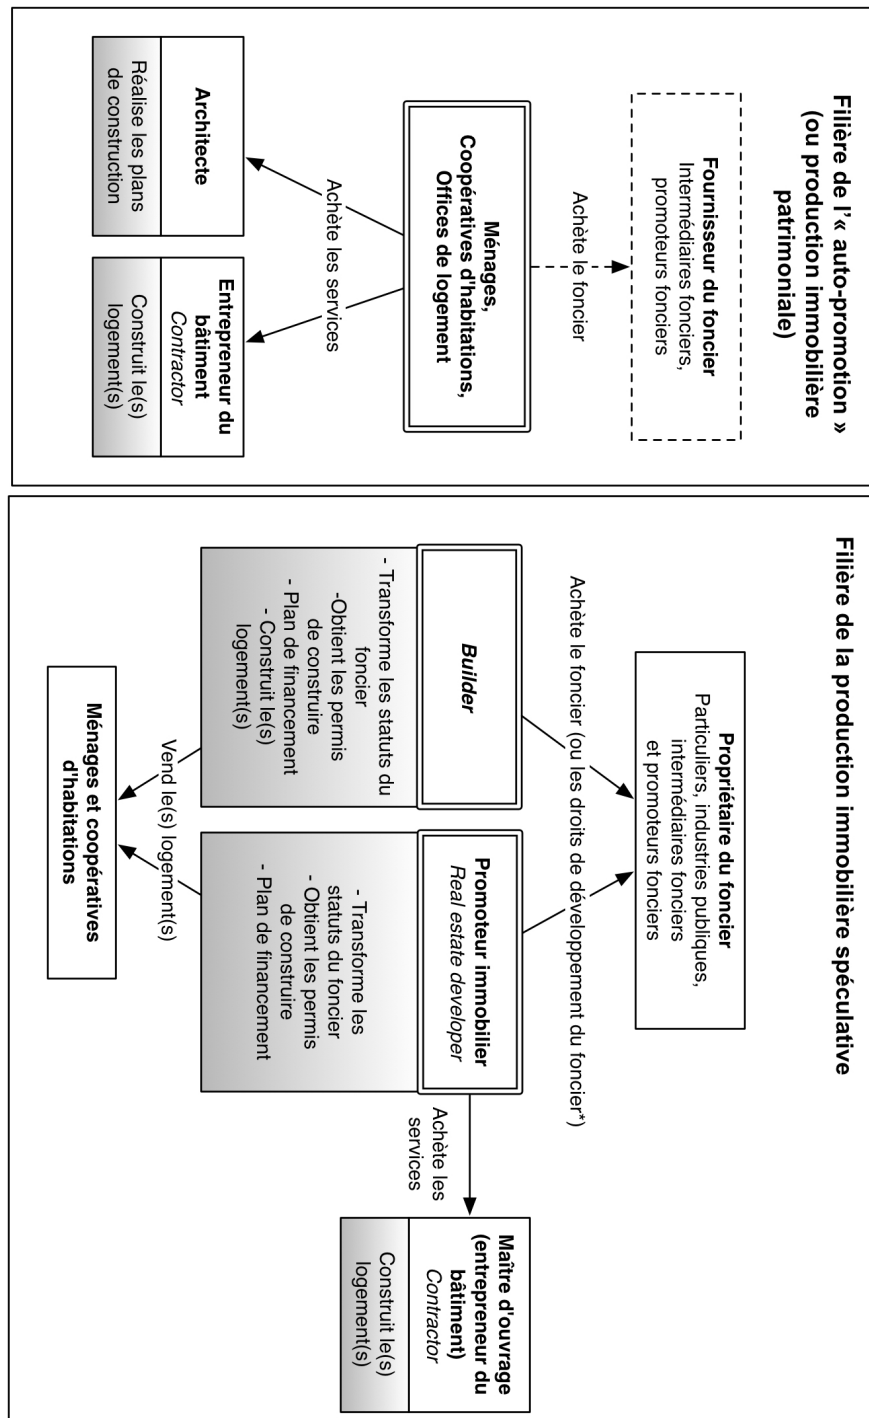 Filière de l'« auto-promotion »
(ou production immobilière
patrimoniale)
Fournisseur du foncier
Intermédiaires fonciers,
promoteurs fonciers
Achète le foncier
Ménages,
Coopératives d'habitations,
Offices de logement
Achète les services
Architecte
Réalise les plans
de construction
Entrepreneur du
bâtiment
Contractor
Construit le(s)
logement(s)
Filière de la production immobilière spéculative
Propriétaire du foncier
Particuliers, industries publiques,
intermédiaires fonciers
et promoteurs fonciers
Achète le foncier (ou les droits de développement du foncier*)
Builder
- Transforme les statuts du
foncier
-Obtient les permis
de construire
- Plan de financement
- Construit le(s)
logement(s)
Promoteur immobilier
Real estate developer
- Transforme les
statuts du foncier
- Obtient les permis
de construire
- Plan de financement
Achète les
services
Maître d'ouvrage
(entrepreneur du
bâtiment)
Contractor
Construit le(s)
logement(s)
Vend le(s) logement(s)
Ménages et coopératives
d'habitations